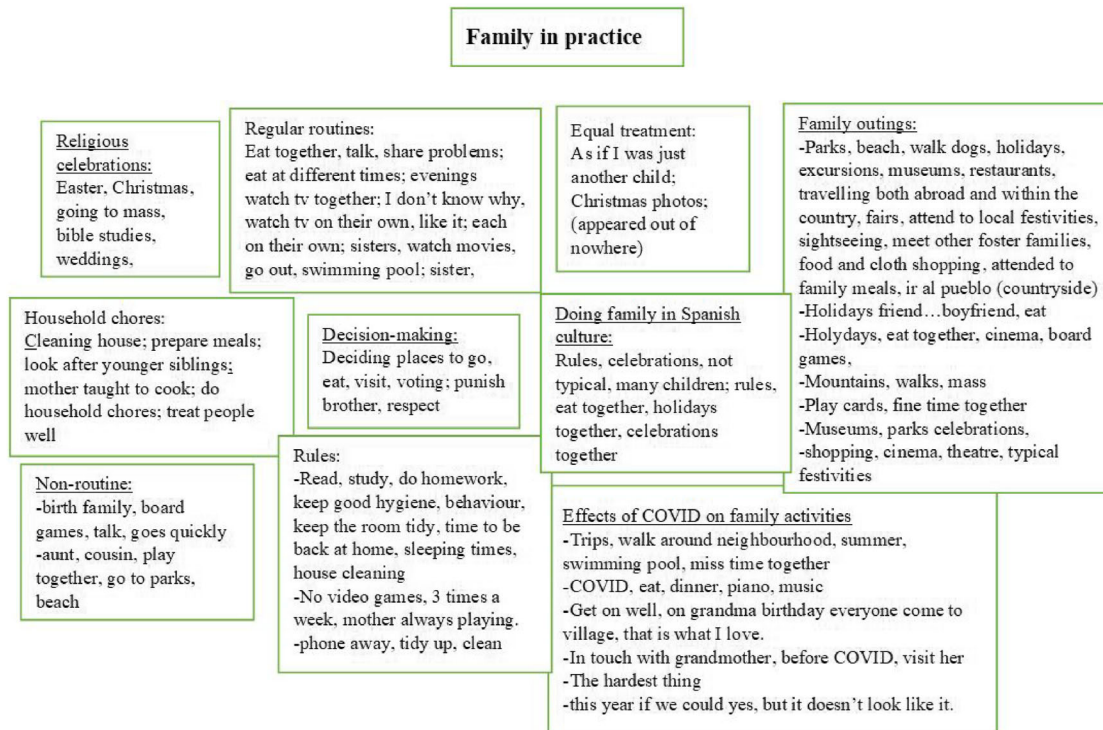 Family in practice
Religious
celebrations:
Easter, Christmas,
going to mass,
bible studies,
weddings,
Regular routines:
Eat together, talk, share problems;
eat at different times; evenings
watch tv together; I don't know why,
watch tv on their own, like it; each
on their own; sisters, watch movies,
go out, swimming pool; sister,
Equal treatment:
As if I was just
another child;
Christmas photos;
(appeared out of
nowhere)
Family outings:
-Parks, beach, walk dogs, holidays,
excursions, museums, restaurants,
travelling both abroad and within the
country, fairs, attend to local festivities,
sightseeing, meet other foster families,
food and cloth shopping, attended to
family meals, ir al pueblo (countryside)
-Holidays friend…boyfriend, eat
-Holydays, eat together, cinema, board
games,
-Mountains, walks, mass
-Play cards, fine time together
-Museums, parks celebrations,
-shopping, cinema, theatre, typical
festivities
Household chores:
Cleaning house; prepare meals;
look after younger siblings;
mother taught to cook; do
household chores; treat people
well
Decision-making:
Deciding places to go,
eat, visit, voting; punish
brother, respect
Doing family in Spanish
culture:
Rules, celebrations, not
typical, many children; rules,
eat together, holidays
together, celebrations
together
Non-routine:
-birth family, board
games, talk, goes quickly
-aunt, cousin, play
together, go to parks,
beach
Rules:
-Read, study, do homework,
keep good hygiene, behaviour,
keep the room tidy, time to be
back at home, sleeping times,
house cleaning
-No video games, 3 times a
week, mother always playing.
-phone away, tidy up, clean
Effects of COVID on family activities
-Trips, walk around neighbourhood, summer,
swimming pool, miss time together
-COVID, eat, dinner, piano, music
-Get on well, on grandma birthday everyone come to
village, that is what I love.
-In touch with grandmother, before COVID, visit her
-The hardest thing
-this year if we could yes, but it doesn't look like it.